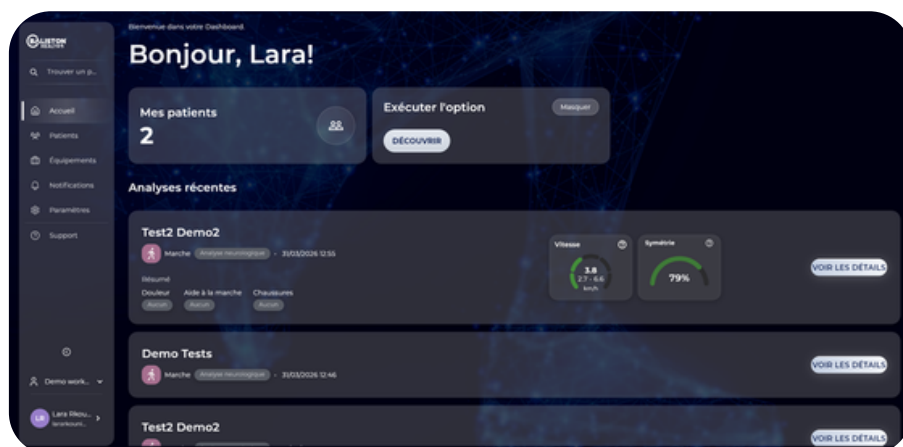 BALISTON
HEALTH
Trouver un p...
Accueil
Patients
Équipements
Notifications
Paramètres
Support
Demo work...
LR
Lara Rkou...
Bienvenue dans votre Dashboard.
Bonjour, Lara!
Mes patients
2
Exécuter l'option
Masquer
DÉCOUVRIR
Analyses récentes
Test2 Demo2
Marche Analyse neurologique - 31/03/2026 12:55
Résumé
Douleur Aide à la marche Chaussures
Aucun Aucun Aucun
Vitesse
3.8
2.7 - 6.6
km/h
Symétrie
79%
VOIR LES DÉTAILS
Demo Tests
Marche Analyse neurologique - 31/03/2026 12:46
VOIR LES DÉTAILS
Test2 Demo2
VOIR LES DÉTAILS